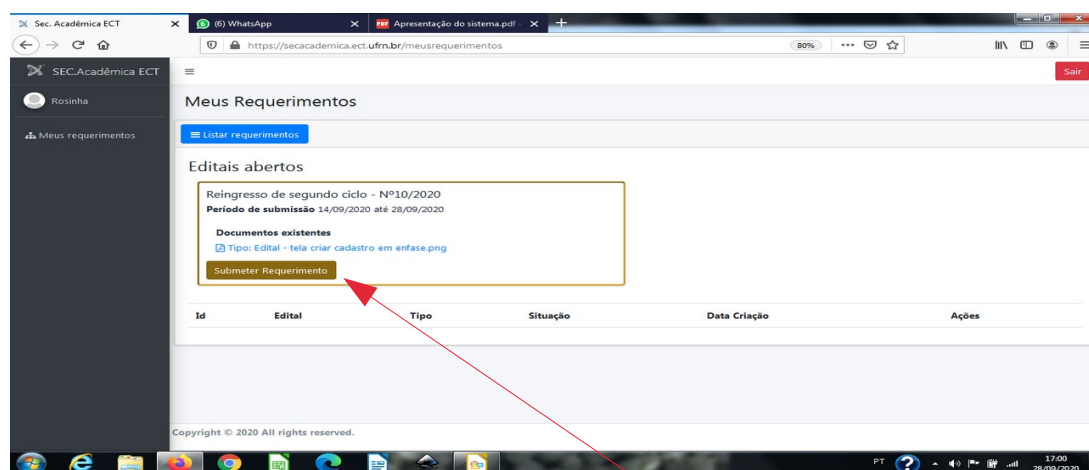 Sec. Acadêmica ECT
(6) WhatsApp
Apresentação do sistema.pdf -
https://secacademica.ect.ufrn.br/meusrequerimentos
80%
SEC.Acadêmica ECT
Sair
Rosinha
Meus Requerimentos
Meus requerimentos
Listar requerimentos
Editais abertos
Reingresso de segundo ciclo - Nº10/2020
Período de submissão 14/09/2020 até 28/09/2020
Documentos existentes
Tipo: Edital - tela criar cadastro em enfase.png
Submeter Requerimento
Id Edital Tipo Situação Data Criação Ações
Copyright © 2020 All rights reserved.
PT
17:00
28/09/2020